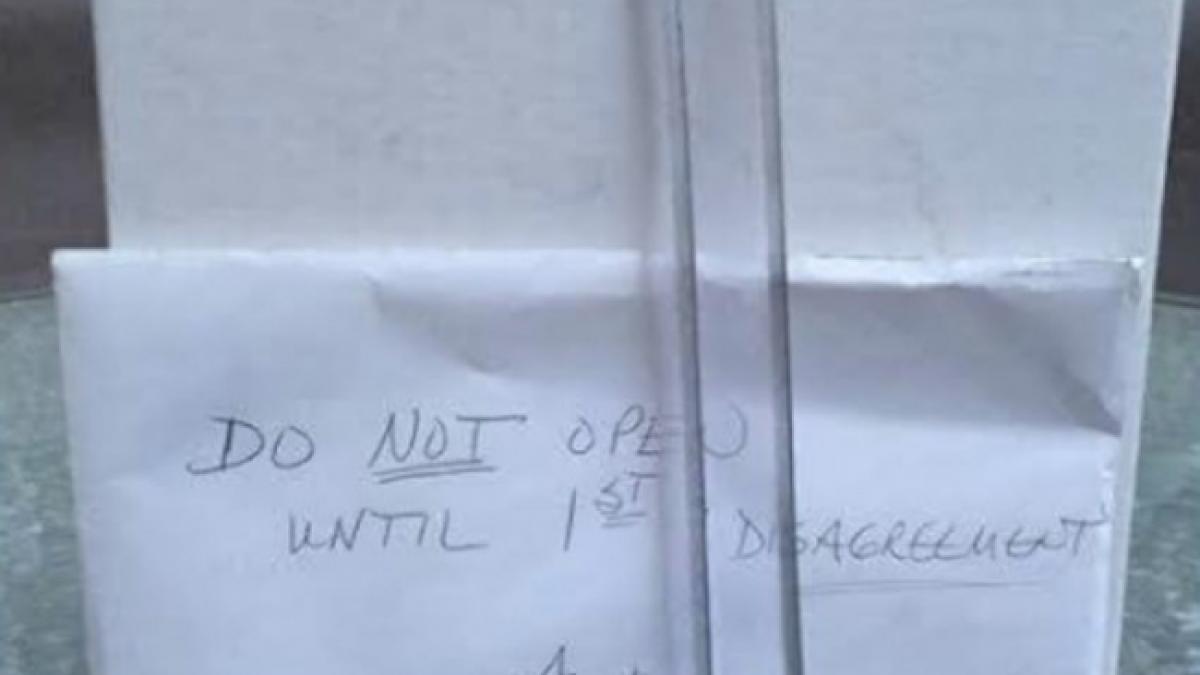 DO NOT OPEN
UNTIL 1ST DISAGREEMENT